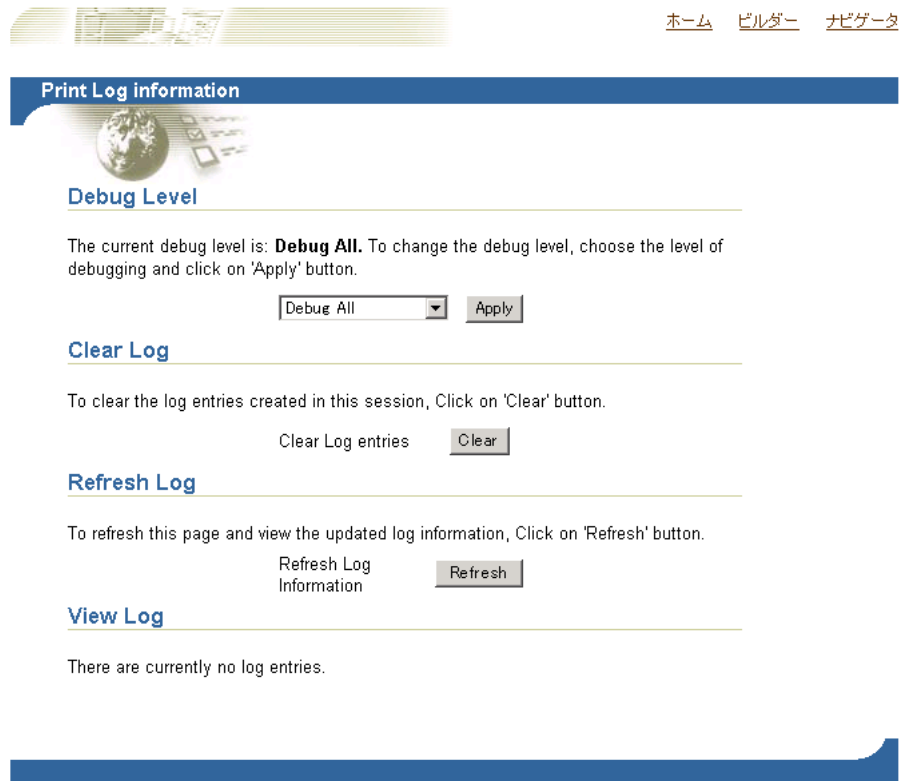 ホーム ビルダー ナビゲータ
Print Log information
Debug Level
The current debug level is: Debug All. To change the debug level, choose the level of
debugging and click on 'Apply' button.
Debug All Apply
Clear Log
To clear the log entries created in this session, Click on 'Clear' button.
Clear Log entries Clear
Refresh Log
To refresh this page and view the updated log information, Click on 'Refresh' button.
Refresh Log
Information Refresh
View Log
There are currently no log entries.